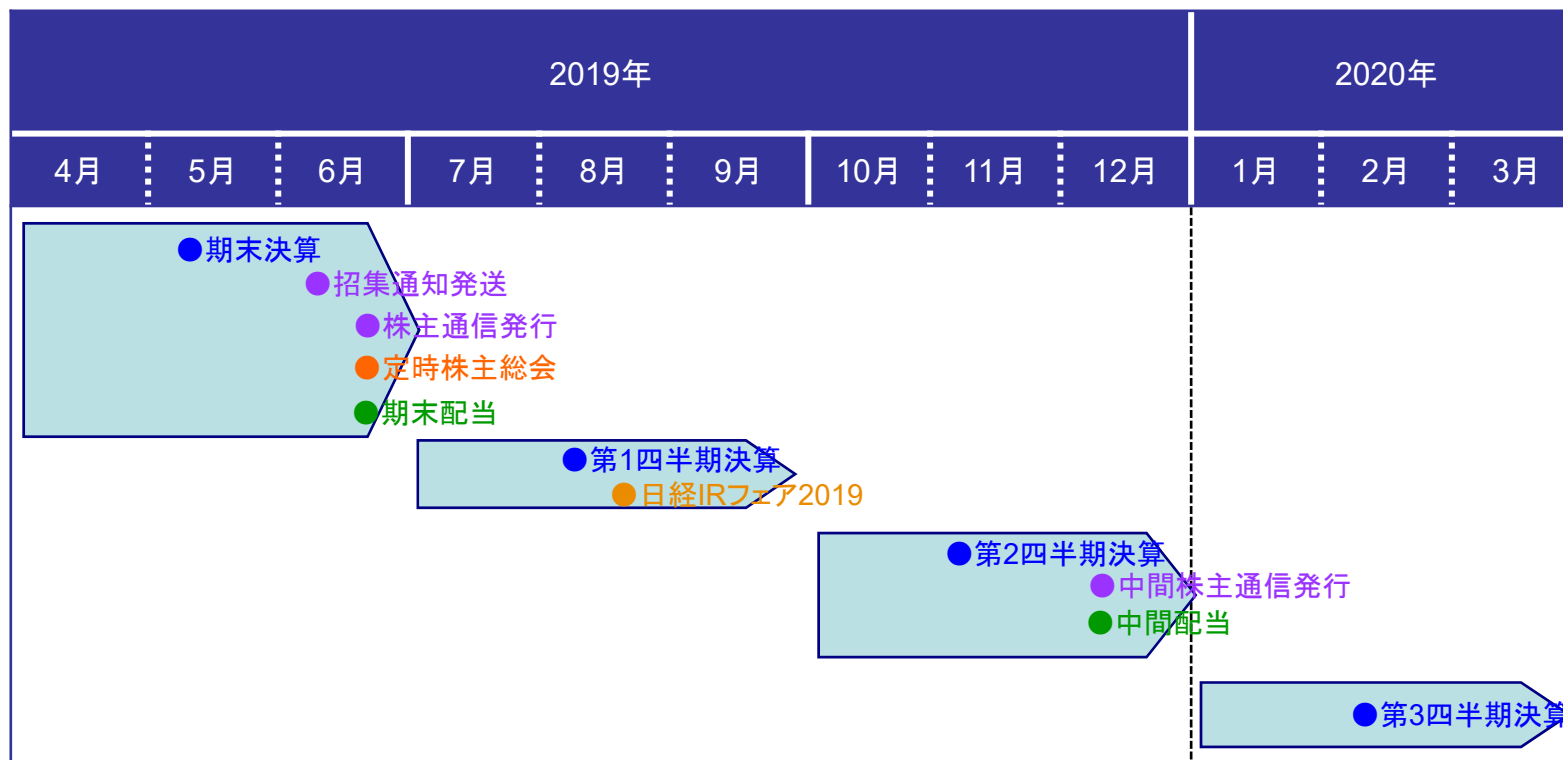 2019年 2020年
4月 5月 6月 7月 8月 9月 10月 11月 12月 1月 2月 3月
●期末決算
●招集通知発送
●株主通信発行
●定時株主総会
●期末配当
●第1四半期決算
●日経IRフェア2019
●第2四半期決算
●中間株主通信発行
●中間配当
●第3四半期決算